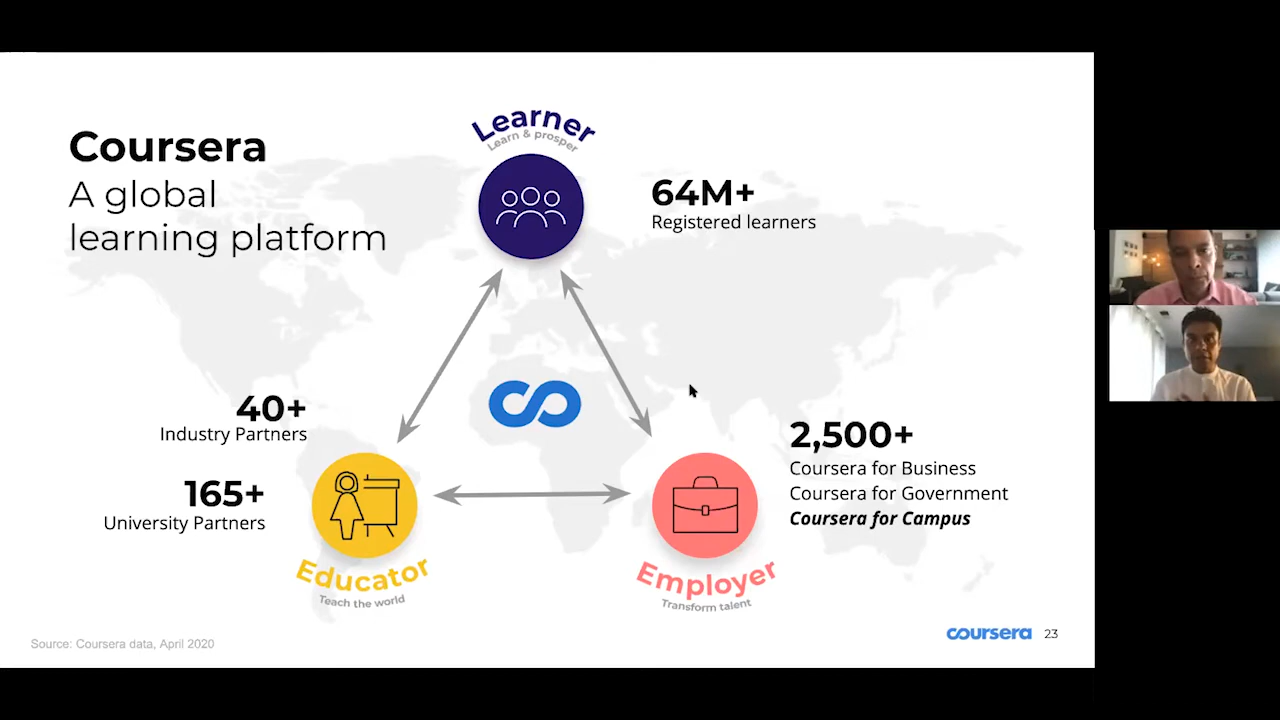 Coursera
A global
learning platform
Learner
Learn & prosper
64M+
Registered learners
40+
Industry Partners
165+
University Partners
Educator
Teach the world
2,500+
Coursera for Business
Coursera for Government
Coursera for Campus
Employer
Transform talent
Source: Coursera data, April 2020
coursera 23